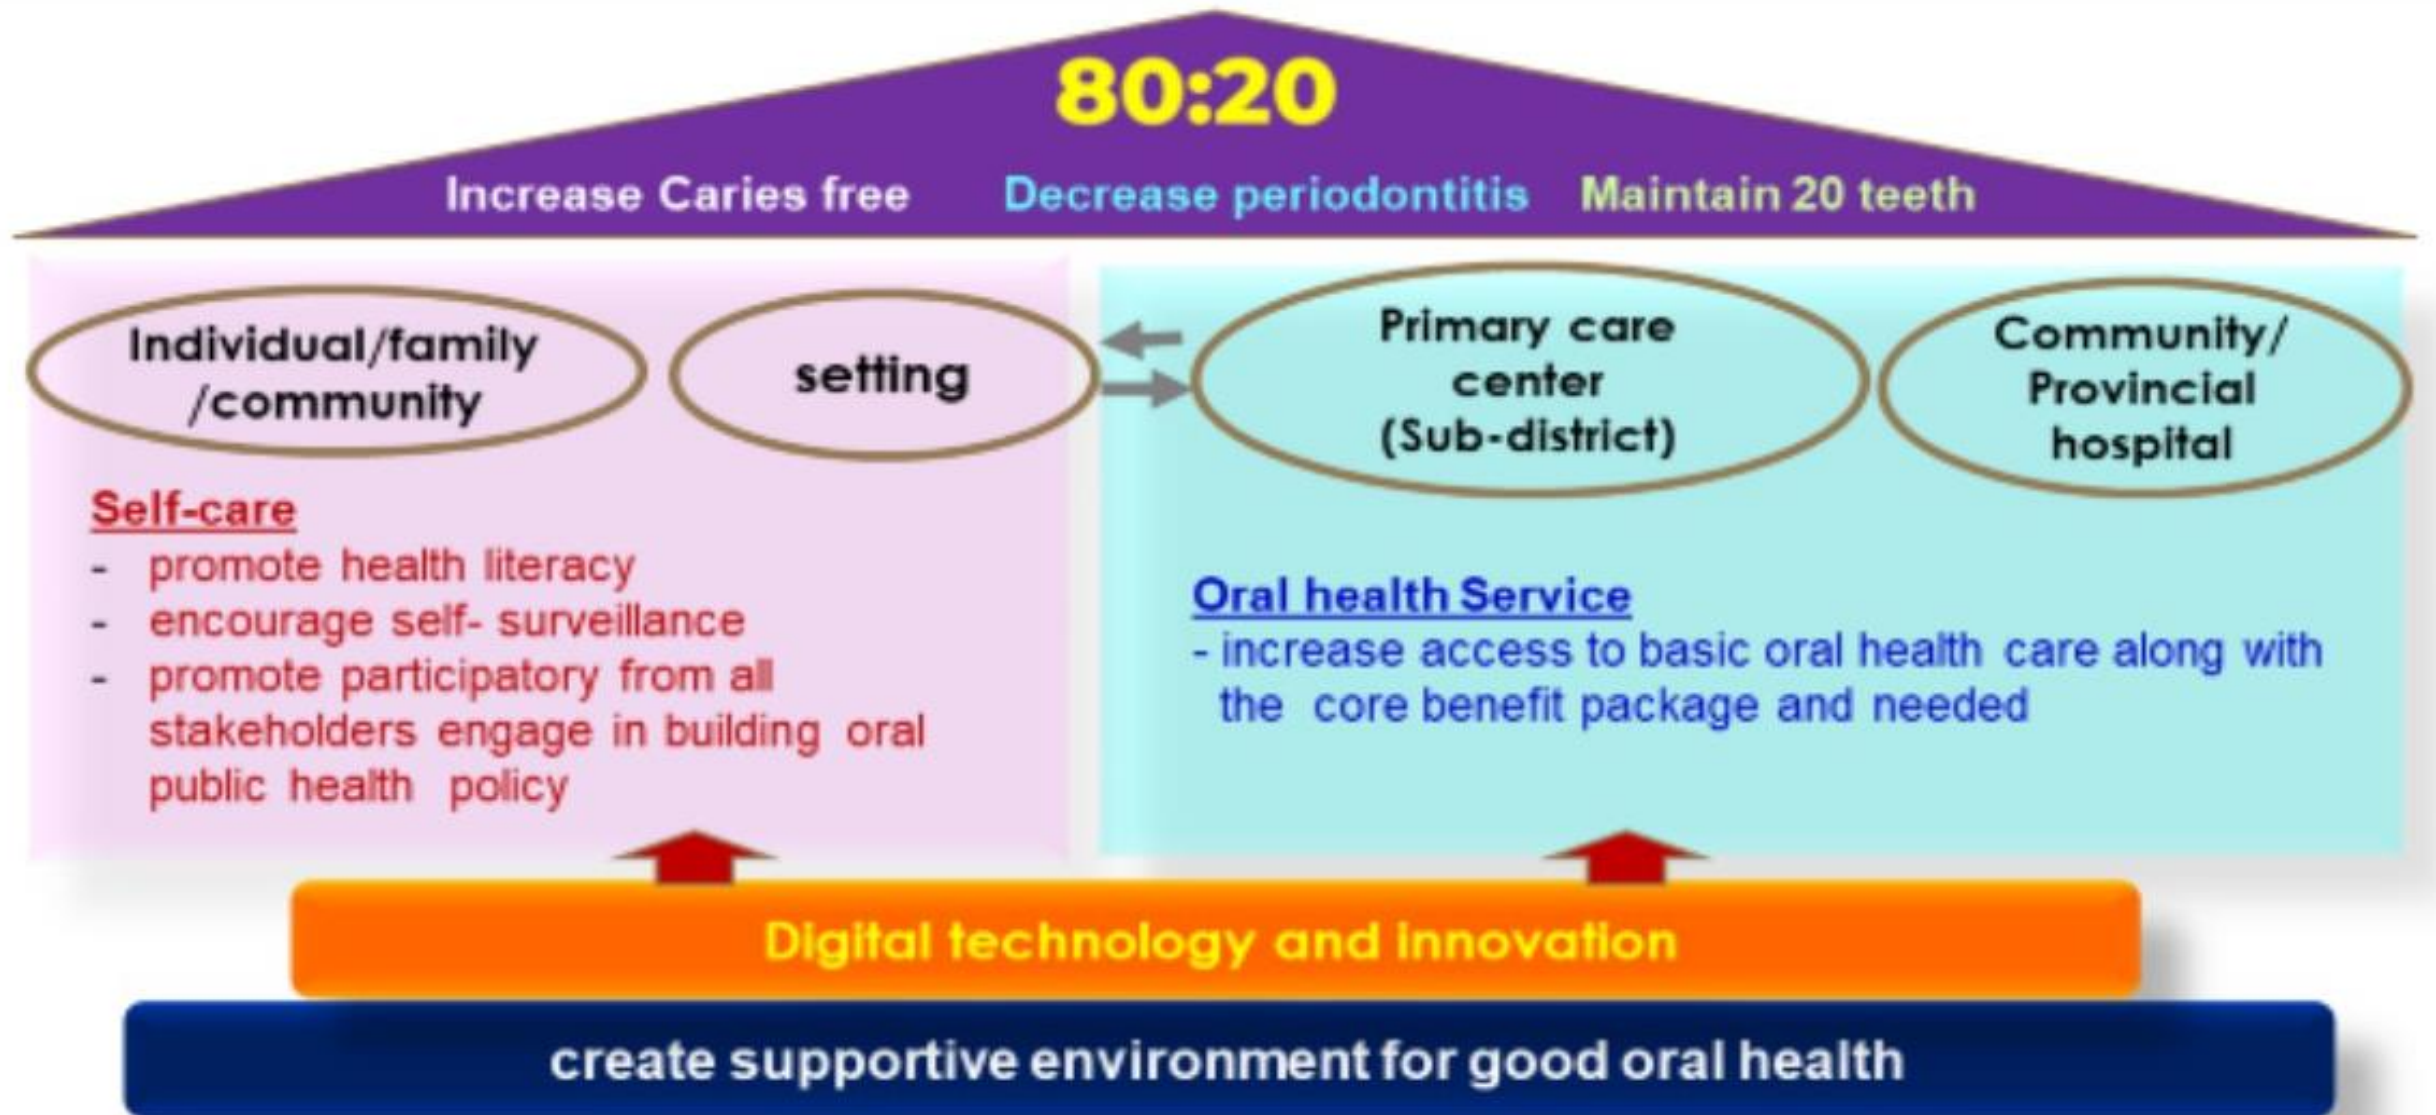 80:20
Increase Caries free Decrease periodontitis Maintain 20 teeth
Individual/family
/community
setting
Primary care
center
(Sub-district)
Community/
Provincial
hospital
Self-care
- promote health literacy
- encourage self- surveillance
- promote participatory from all
stakeholders engage in building oral
public health policy
Oral health Service
- increase access to basic oral health care along with
the core benefit package and needed
Digital technology and innovation
create supportive environment for good oral health